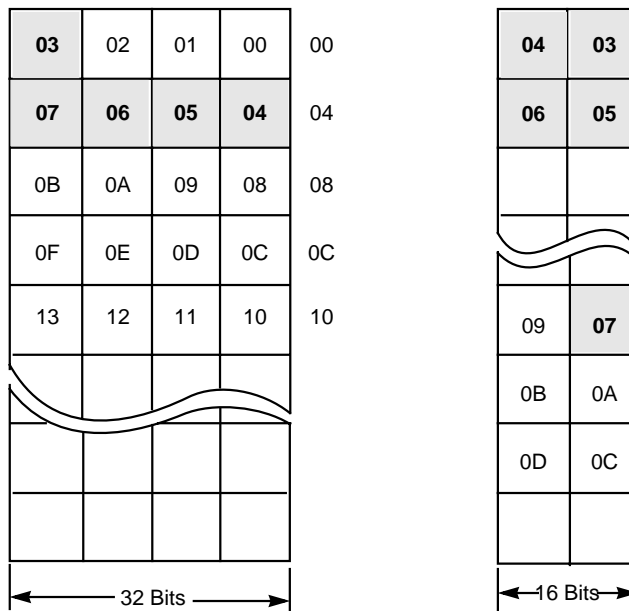 03 02 01 00 00
07 06 05 04 04
0B 0A 09 08 08
0F 0E 0D 0C 0C
13 12 11 10 10
32 Bits
04 03
06 05
09 07
0B 0A
0D 0C
16 Bits